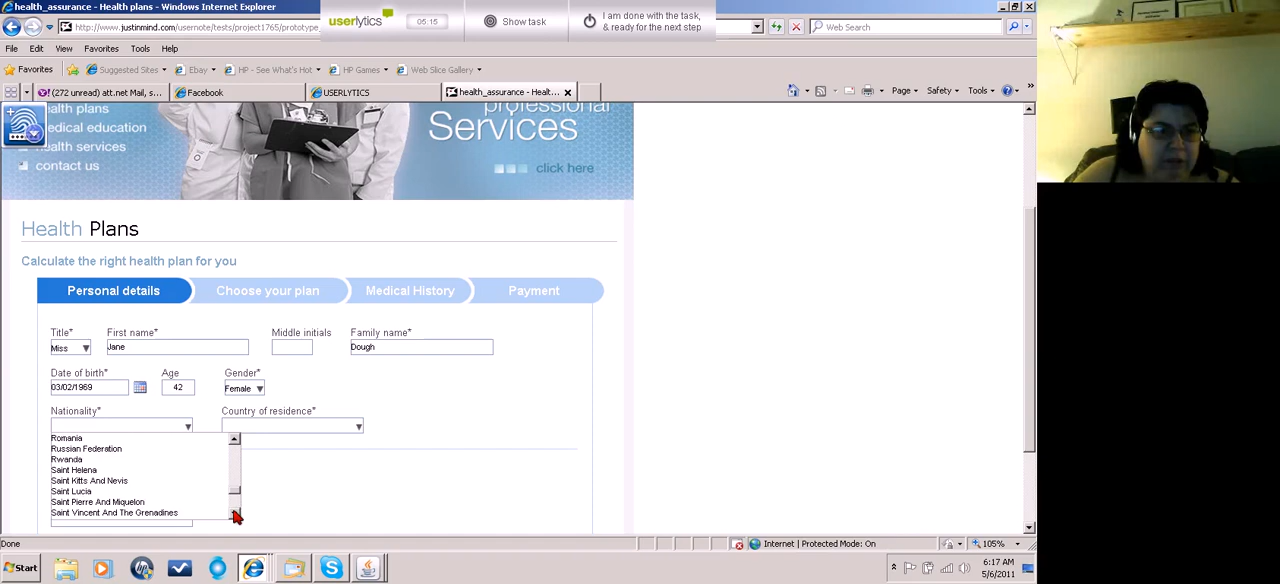 health_assurance - Health plans - Windows Internet Explorer
userlytics
05:15
Show task
I am done with the task,
& ready for the next step
http://www.justinmind.com/usernote/tests/project1765/prototype_
Web Search
File Edit View Favorites Tools Help
Favorites
Suggested Sites
Ebay
HP - See What's Hot
HP Games
Web Slice Gallery
(272 unread) att.net Mail, s...
Facebook
USERLYTICS
health_assurance - Healt...
Page
Safety
Tools
health plans
medical education
health services
contact us
professional
Services
click here
Health Plans
Calculate the right health plan for you
Personal details
Choose your plan
Medical History
Payment
Title*
First name*
Middle initials
Family name*
Miss
Jane
Dough
Date of birth*
Age
Gender*
03/02/1969
42
Female
Nationality*
Country of residence*
Romania
Russian Federation
Rwanda
Saint Helena
Saint Kitts And Nevis
Saint Lucia
Saint Pierre And Miquelon
Saint Vincent And The Grenadines
Done
Internet | Protected Mode: On
105%
Start
6:17 AM
5/6/2011